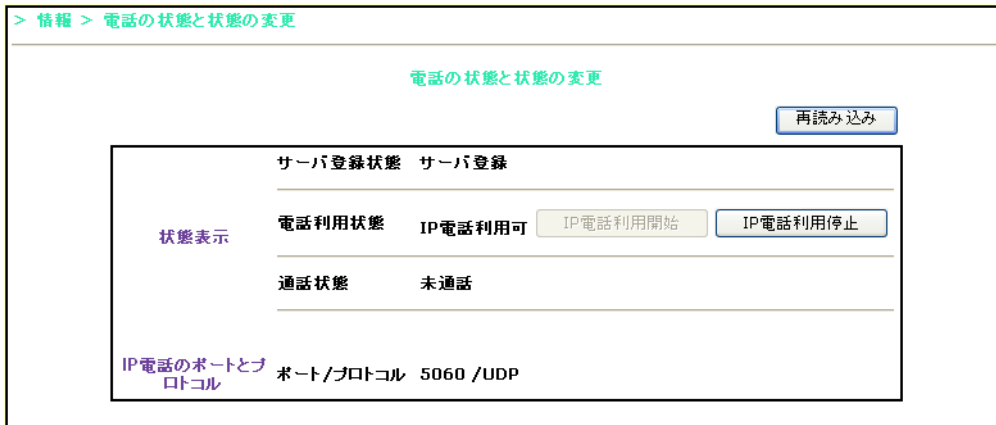 > 情報 > 電話の状態と状態の変更
電話の状態と状態の変更
再読み込み
サーバ登録状態 サーバ登録
状態表示
電話利用状態 IP電話利用可 IP電話利用開始 IP電話利用停止
通話状態 未通話
IP電話のポートとプ
ロトコル
ポート/プロトコル 5060 /UDP